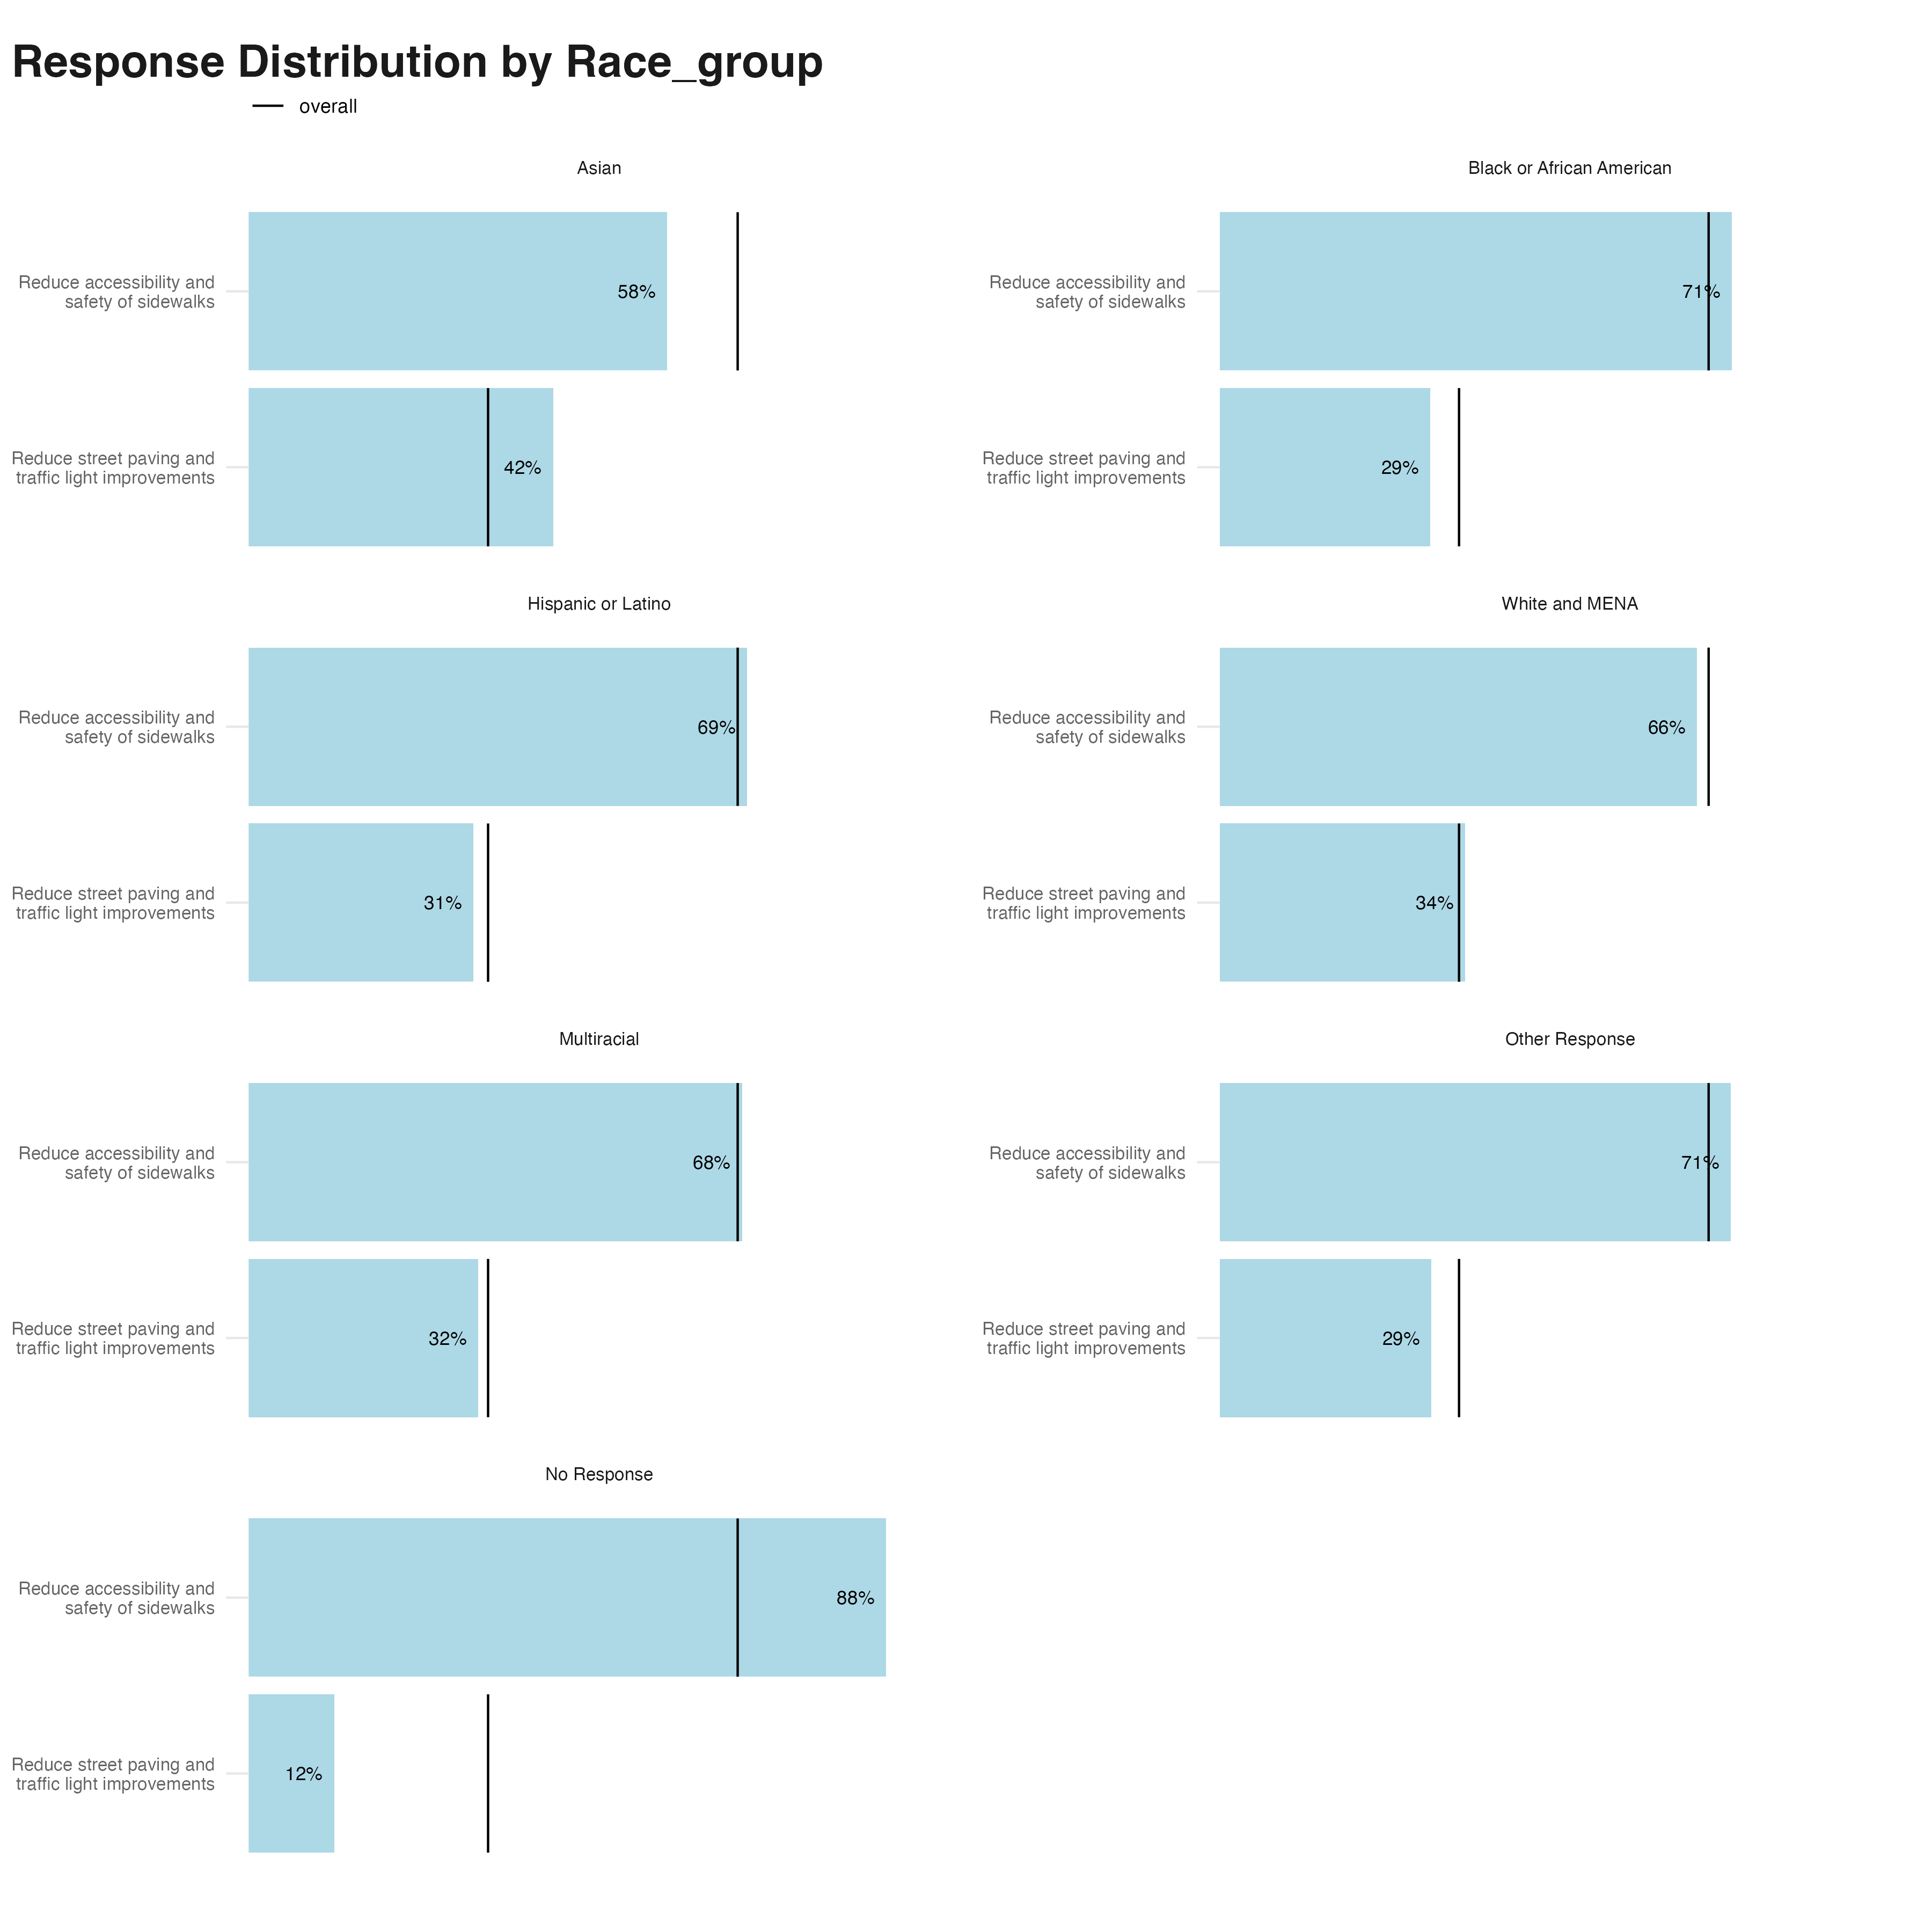 Response Distribution by Race_group
overall
Asian
Reduce accessibility and
safety of sidewalks
58%
Reduce street paving and
traffic light improvements
42%
Black or African American
Reduce accessibility and
safety of sidewalks
71%
Reduce street paving and
traffic light improvements
29%
Hispanic or Latino
Reduce accessibility and
safety of sidewalks
69%
Reduce street paving and
traffic light improvements
31%
White and MENA
Reduce accessibility and
safety of sidewalks
66%
Reduce street paving and
traffic light improvements
34%
Multiracial
Reduce accessibility and
safety of sidewalks
68%
Reduce street paving and
traffic light improvements
32%
Other Response
Reduce accessibility and
safety of sidewalks
71%
Reduce street paving and
traffic light improvements
29%
No Response
Reduce accessibility and
safety of sidewalks
88%
Reduce street paving and
traffic light improvements
12%